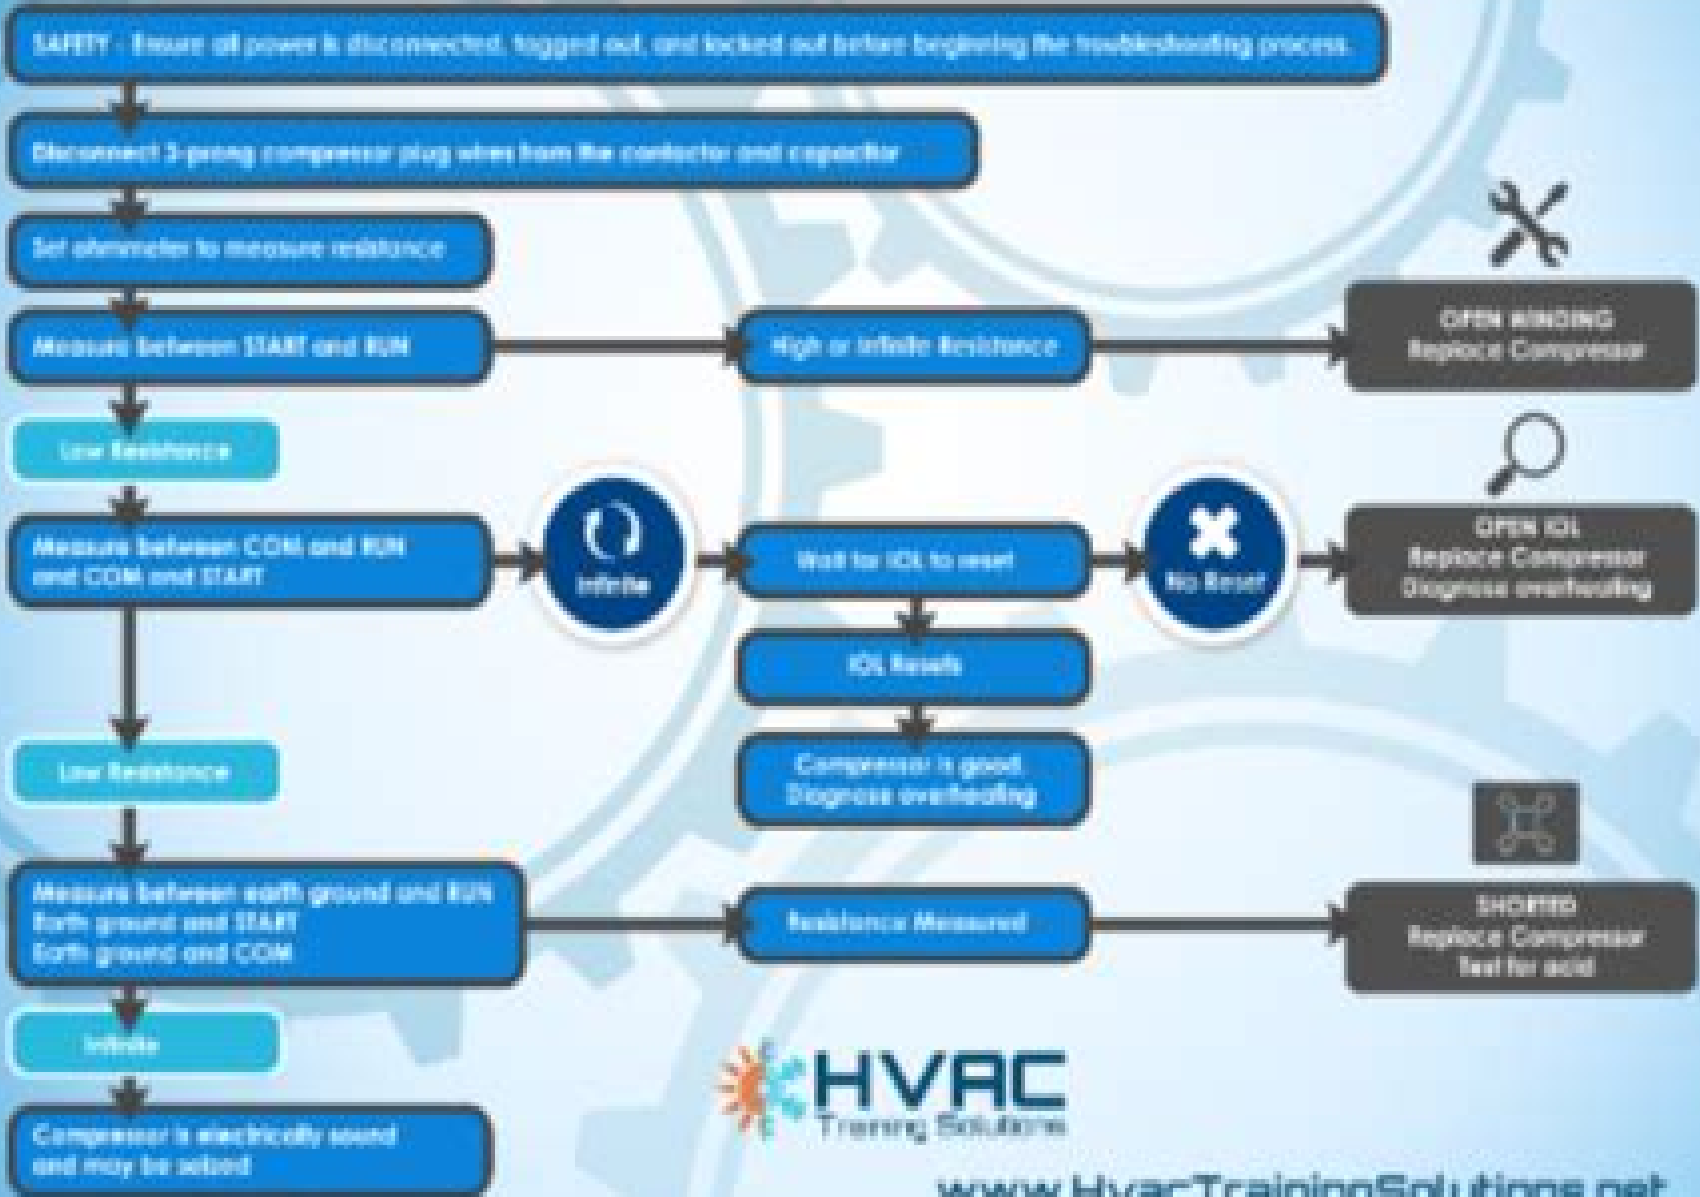 SAFETY - Ensure all power is disconnected, tagged out, and locked out before beginning the troubleshooting process.
Disconnect 3-prong compressor plug wires from the contactor and capacitor
Set ohmmeter to measure resistance
Measure between START and RUN
High or Infinite Resistance
OPEN WINDING
Replace Compressor
Low Resistance
Measure between COM and RUN
and COM and START
Infinite
Wait for IOL to reset
No Reset
OPEN IOL
Replace Compressor
Diagnose overheating
IOL Resets
Compressor is good.
Diagnose overheating
Low Resistance
Measure between earth ground and RUN
Earth ground and START
Earth ground and COM
Resistance Measured
SHORTED
Replace Compressor
Test for acid
Infinite
Compressor is electrically sound
and may be seized
HVAC
Training Solutions
www.HvacTrainingSolutions.net